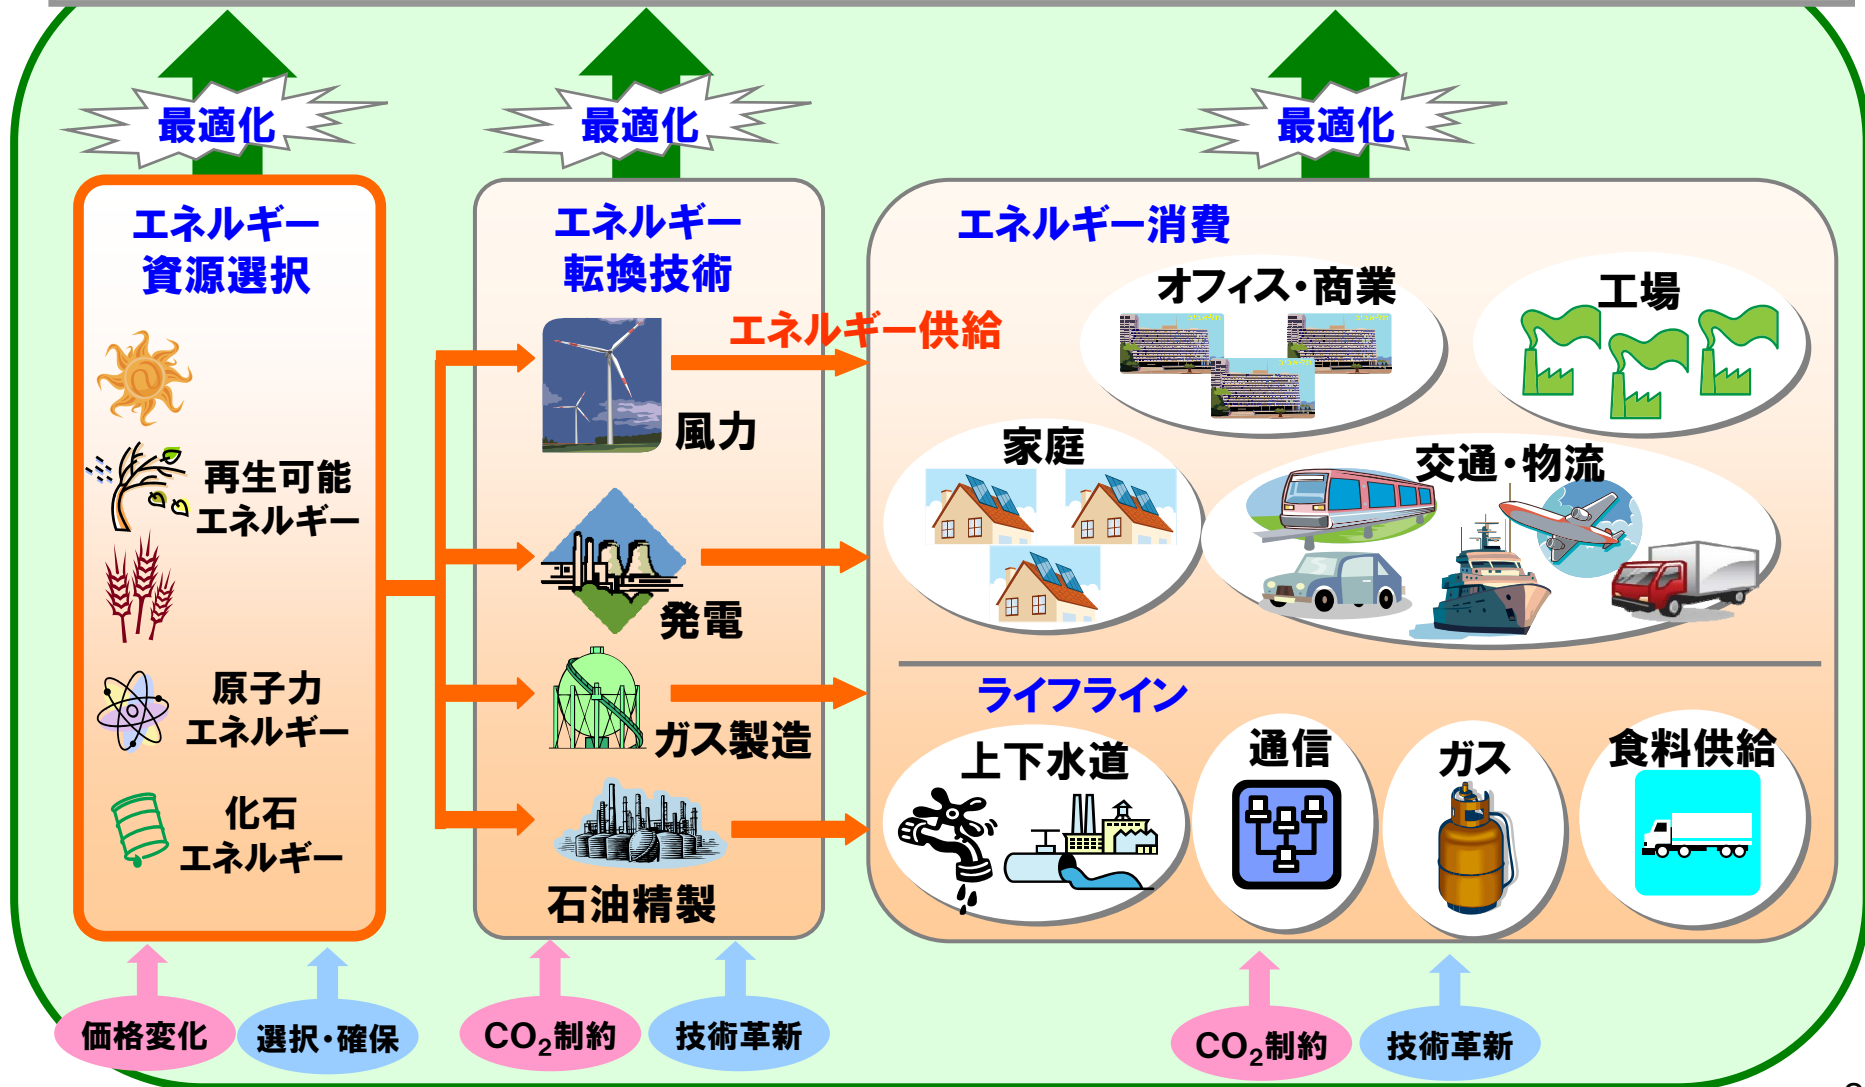 最適化
最適化
最適化
エネルギー
資源選択
再生可能
エネルギー
原子力
エネルギー
化石
エネルギー
エネルギー
転換技術
エネルギー供給
風力
発電
ガス製造
石油精製
エネルギー消費
オフィス・商業
工場
家庭
交通・物流
ライフライン
上下水道
通信
ガス
食料供給
価格変化
選択・確保
CO₂制約
技術革新
CO₂制約
技術革新